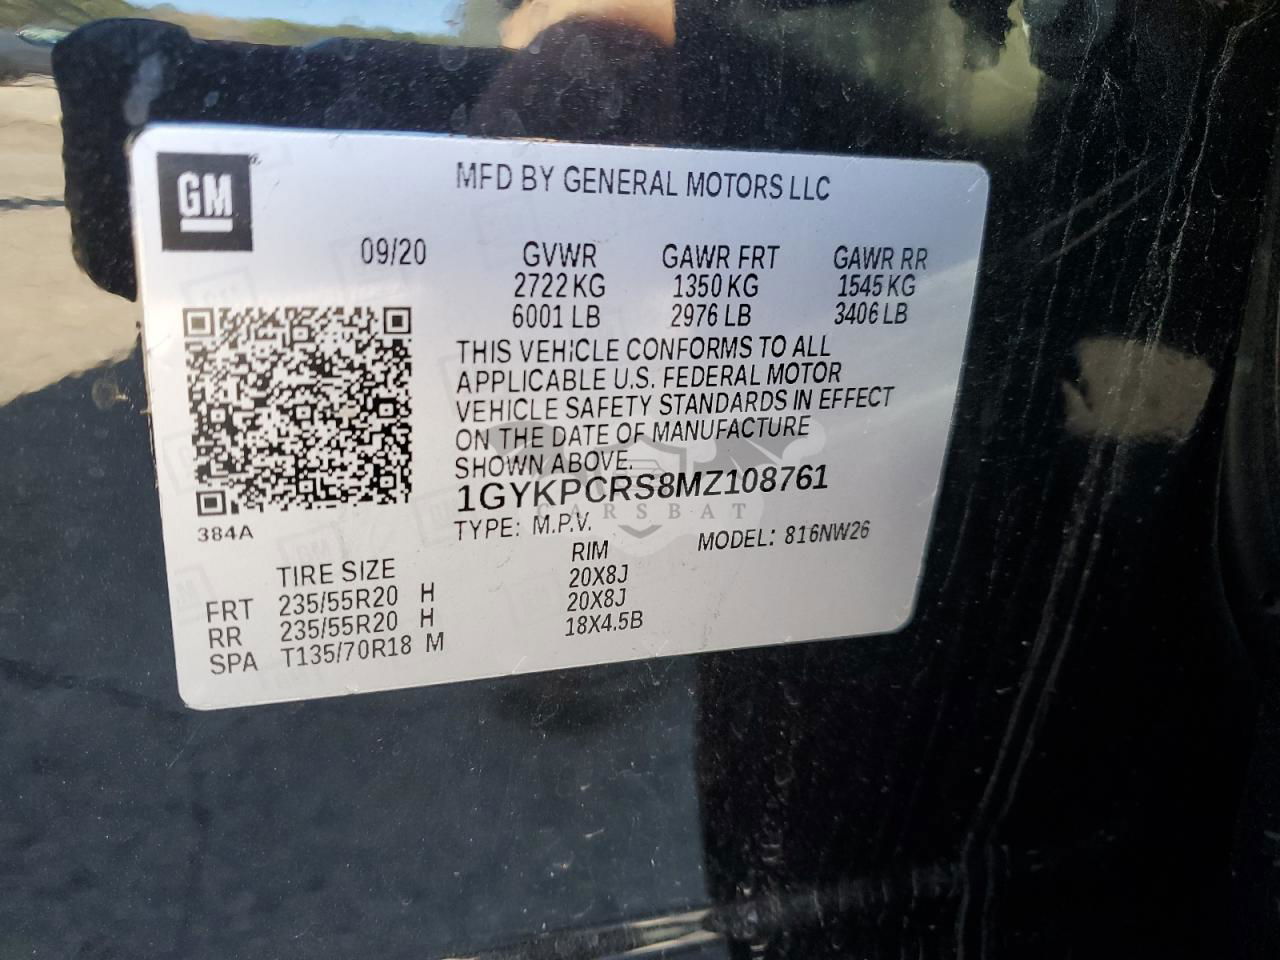 GM
MFD BY GENERAL MOTORS LLC
09/20 GVWR GAWR FRT GAWR RR
2722 KG 1350 KG 1545 KG
6001 LB 2976 LB 3406 LB
THIS VEHICLE CONFORMS TO ALL
APPLICABLE U.S. FEDERAL MOTOR
VEHICLE SAFETY STANDARDS IN EFFECT
ON THE DATE OF MANUFACTURE
SHOWN ABOVE.
1GYKPCRS8MZ108761
CARSBAT
384A TYPE: M.P.V. MODEL: 816NW26
TIRE SIZE RIM
FRT 235/55R20 H 20X8J
RR 235/55R20 H 20X8J
SPA T135/70R18 M 18X4.5B